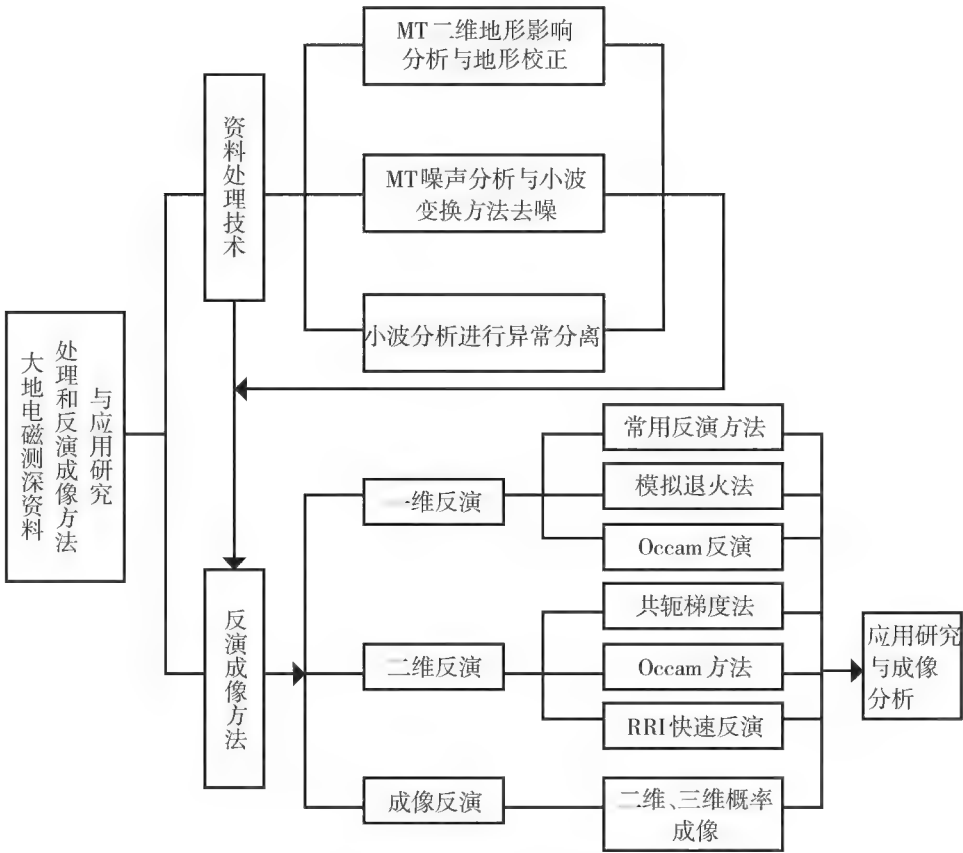 大地电磁测深资料
处理和反演成像方法
与应用研究
资料处理技术
MT二维地形影响
分析与地形校正
MT噪声分析与小波
变换方法去噪
小波分析进行异常分离
反演成像方法
一维反演
常用反演方法
模拟退火法
Occam反演
二维反演
共轭梯度法
Occam方法
RRI快速反演
成像反演
二维、三维概率
成像
应用研究
与成像
分析